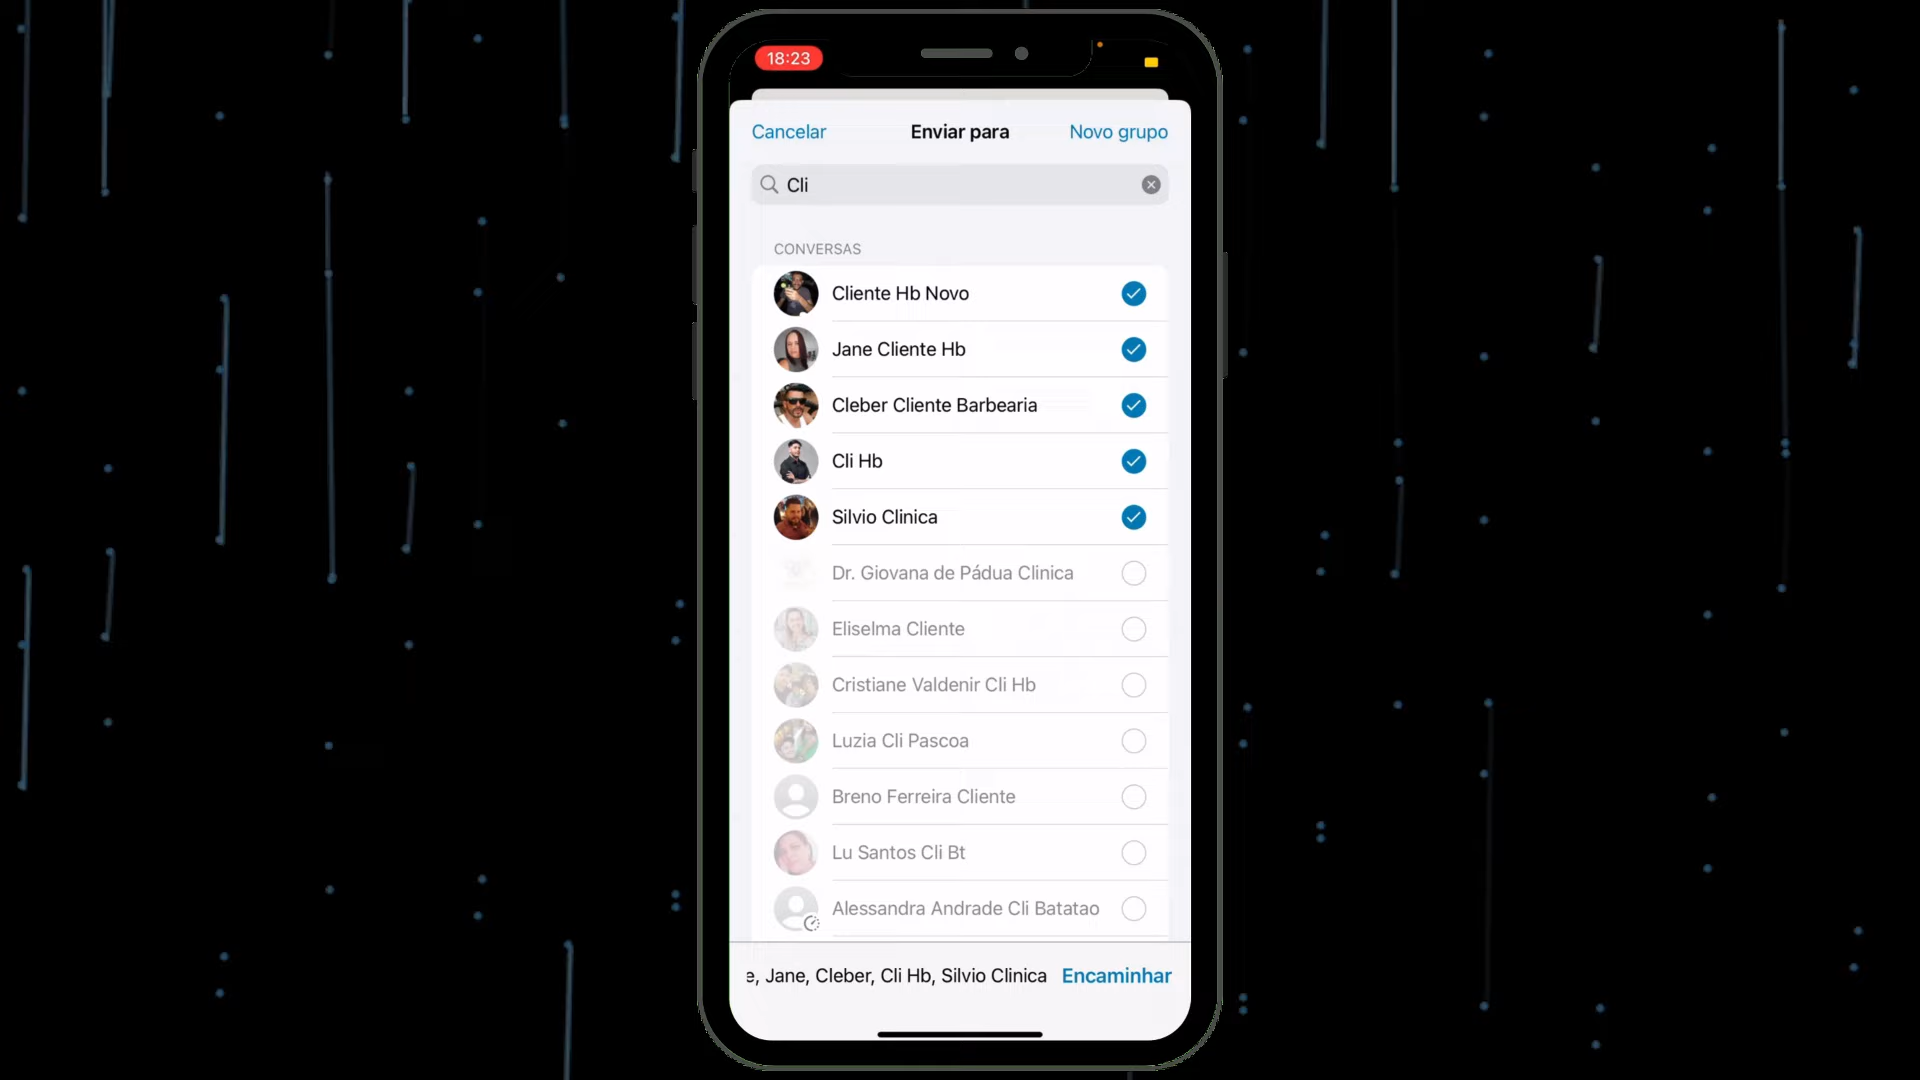 18:23
Cancelar Enviar para Novo grupo
Cli
CONVERSAS
Cliente Hb Novo
Jane Cliente Hb
Cleber Cliente Barbearia
Cli Hb
Silvio Clinica
Dr. Giovana de Pádua Clinica
Eliselma Cliente
Cristiane Valdenir Cli Hb
Luzia Cli Pascoa
Breno Ferreira Cliente
Lu Santos Cli Bt
Alessandra Andrade Cli Batatao
e, Jane, Cleber, Cli Hb, Silvio Clinica Encaminhar